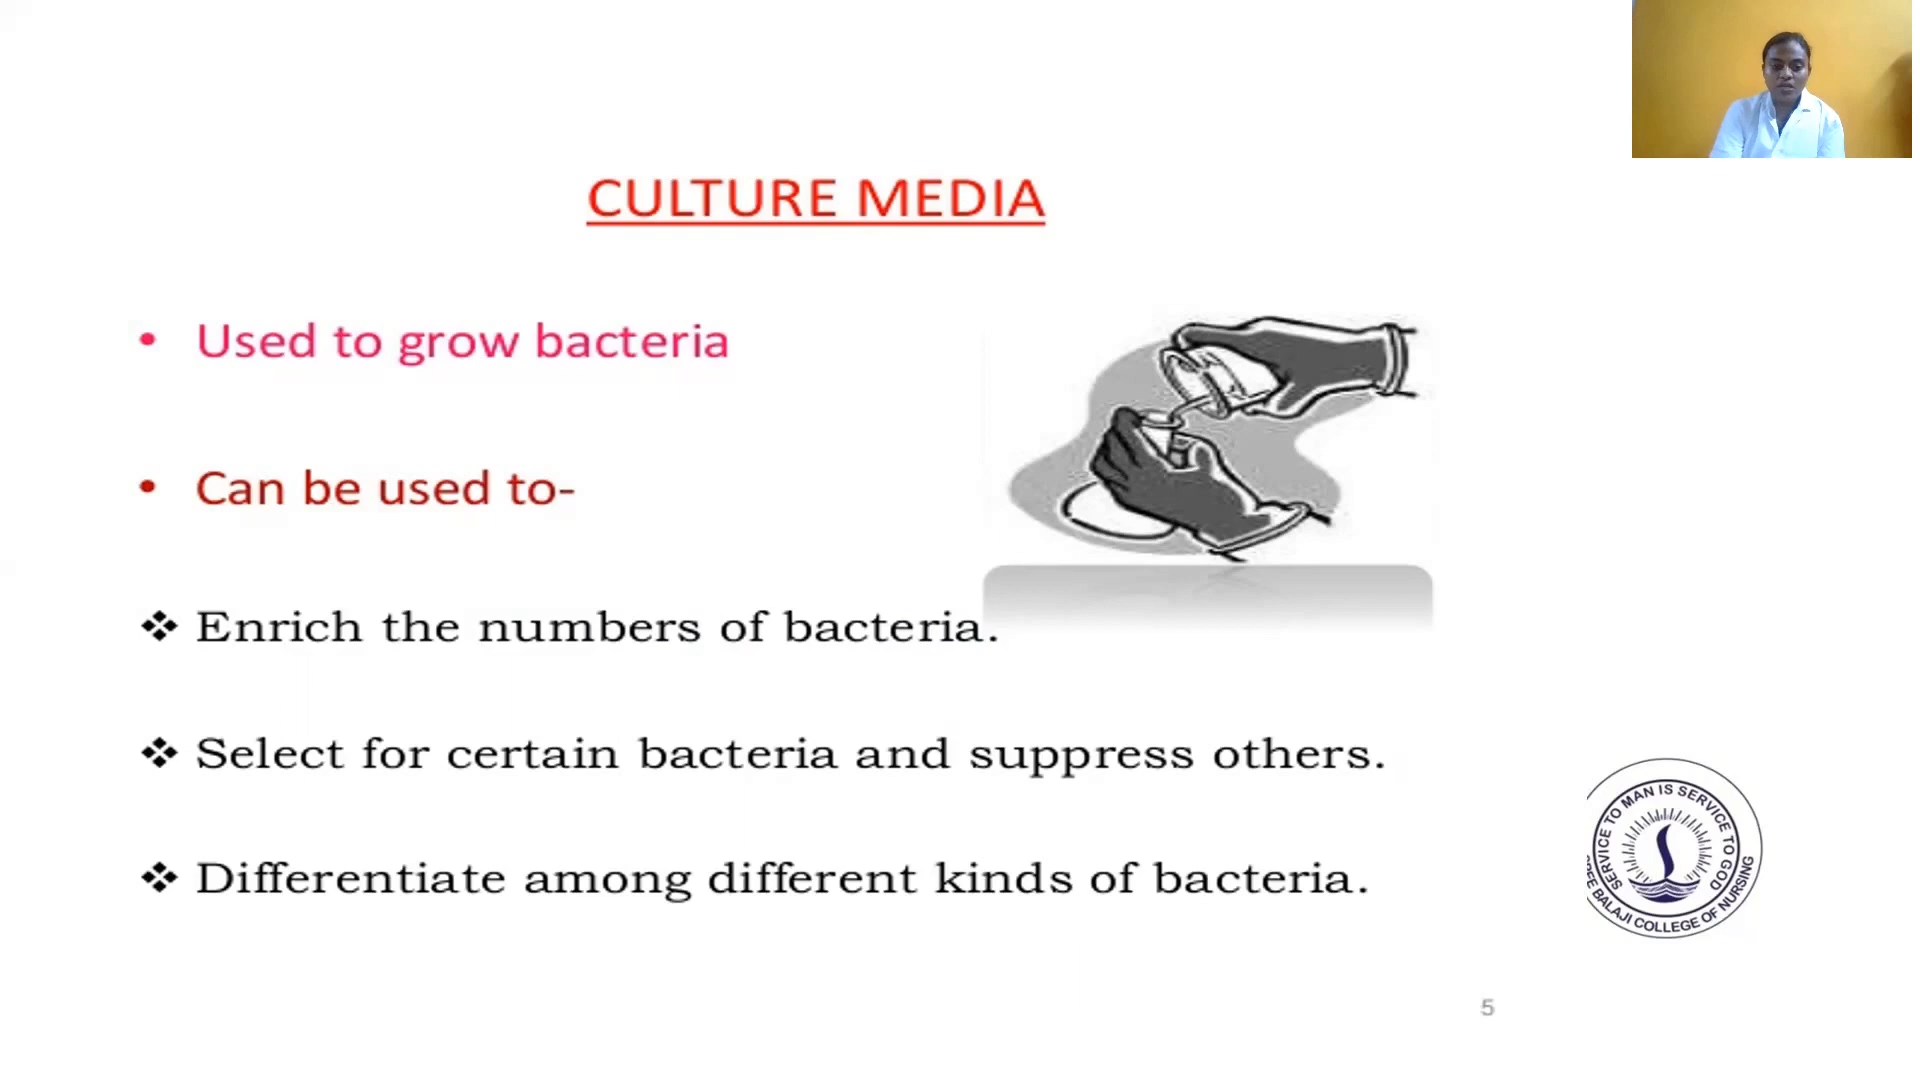 CULTURE MEDIA
• Used to grow bacteria
• Can be used to-
❖ Enrich the numbers of bacteria.
❖ Select for certain bacteria and suppress others.
❖ Differentiate among different kinds of bacteria.
SERVICE TO MAN IS SERVICE TO GOD
BALAJI COLLEGE OF NURSING
5